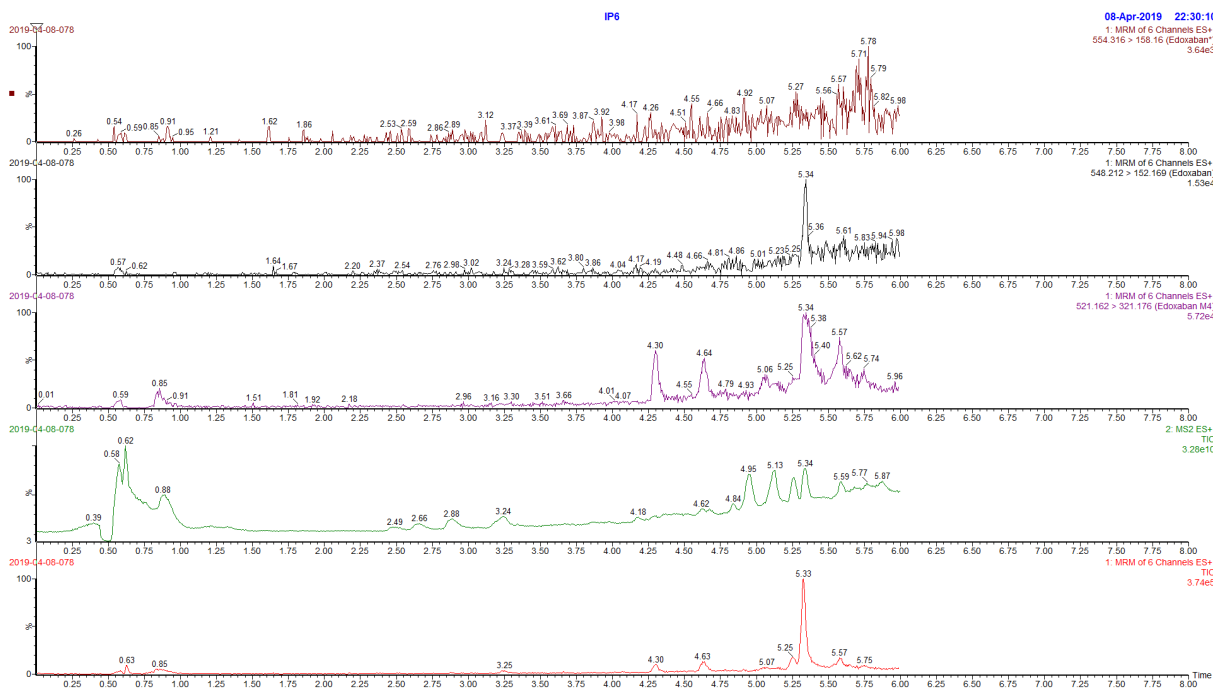 IP6
08-Apr-2019 22:30:10
2019-04-08-078
1: MRM of 6 Channels ES+
554.316 > 158.16 (Edoxaban*)
3.64e3
100
%
0
0.26 0.54 0.59 0.85 0.91 0.95 1.21 1.62 1.86 2.37 2.53 2.59 2.86 2.89 3.12 3.37 3.39 3.61 3.69 3.87 3.92 3.98 4.17 4.26 4.51 4.55 4.66 4.83 4.92 5.07 5.27 5.56 5.57 5.71 5.78 5.79 5.82 5.98
0.25 0.50 0.75 1.00 1.25 1.50 1.75 2.00 2.25 2.50 2.75 3.00 3.25 3.50 3.75 4.00 4.25 4.50 4.75 5.00 5.25 5.50 5.75 6.00 6.25 6.50 6.75 7.00 7.25 7.50 7.75 8.00
2019-04-08-078
1: MRM of 6 Channels ES+
548.212 > 152.169 (Edoxaban)
1.53e4
100
%
0
0.57 0.62 1.64 1.67 2.20 2.37 2.54 2.76 2.98 3.02 3.24 3.28 3.59 3.62 3.80 3.86 4.04 4.17 4.19 4.48 4.66 4.81 4.86 5.01 5.23 5.25 5.34 5.36 5.61 5.83 5.94 5.98
0.25 0.50 0.75 1.00 1.25 1.50 1.75 2.00 2.25 2.50 2.75 3.00 3.25 3.50 3.75 4.00 4.25 4.50 4.75 5.00 5.25 5.50 5.75 6.00 6.25 6.50 6.75 7.00 7.25 7.50 7.75 8.00
2019-04-08-078
1: MRM of 6 Channels ES+
521.162 > 321.176 (Edoxaban M4)
5.72e4
100
%
0
0.01 0.59 0.85 0.91 1.51 1.81 1.92 2.18 2.96 3.16 3.30 3.51 3.66 4.01 4.07 4.30 4.55 4.64 4.79 4.93 5.06 5.25 5.34 5.38 5.40 5.57 5.62 5.74 5.96
0.25 0.50 0.75 1.00 1.25 1.50 1.75 2.00 2.25 2.50 2.75 3.00 3.25 3.50 3.75 4.00 4.25 4.50 4.75 5.00 5.25 5.50 5.75 6.00 6.25 6.50 6.75 7.00 7.25 7.50 7.75 8.00
2019-04-08-078
2: MS2 ES+
TIC
3.28e10
%
3
0.39 0.58 0.62 0.88 2.49 2.66 2.88 3.24 4.18 4.62 4.84 4.95 5.13 5.34 5.59 5.77 5.87
0.25 0.50 0.75 1.00 1.25 1.50 1.75 2.00 2.25 2.50 2.75 3.00 3.25 3.50 3.75 4.00 4.25 4.50 4.75 5.00 5.25 5.50 5.75 6.00 6.25 6.50 6.75 7.00 7.25 7.50 7.75 8.00
2019-04-08-078
1: MRM of 6 Channels ES+
TIC
3.74e5
100
%
0
0.63 0.85 3.25 4.30 4.63 5.07 5.25 5.33 5.57 5.75
Time
0.25 0.50 0.75 1.00 1.25 1.50 1.75 2.00 2.25 2.50 2.75 3.00 3.25 3.50 3.75 4.00 4.25 4.50 4.75 5.00 5.25 5.50 5.75 6.00 6.25 6.50 6.75 7.00 7.25 7.50 7.75 8.00